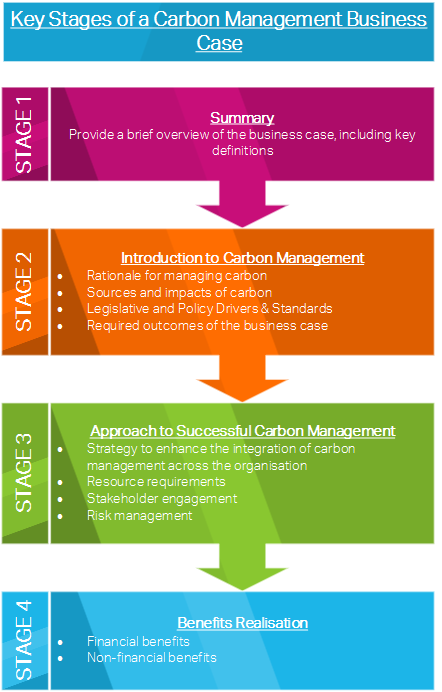 Key Stages of a Carbon Management Business
Case
STAGE 1
Summary
Provide a brief overview of the business case, including key
definitions
STAGE 2
Introduction to Carbon Management
• Rationale for managing carbon
• Sources and impacts of carbon
• Legislative and Policy Drivers & Standards
• Required outcomes of the business case
STAGE 3
Approach to Successful Carbon Management
• Strategy to enhance the integration of carbon
management across the organisation
• Resource requirements
• Stakeholder engagement
• Risk management
STAGE 4
Benefits Realisation
• Financial benefits
• Non-financial benefits